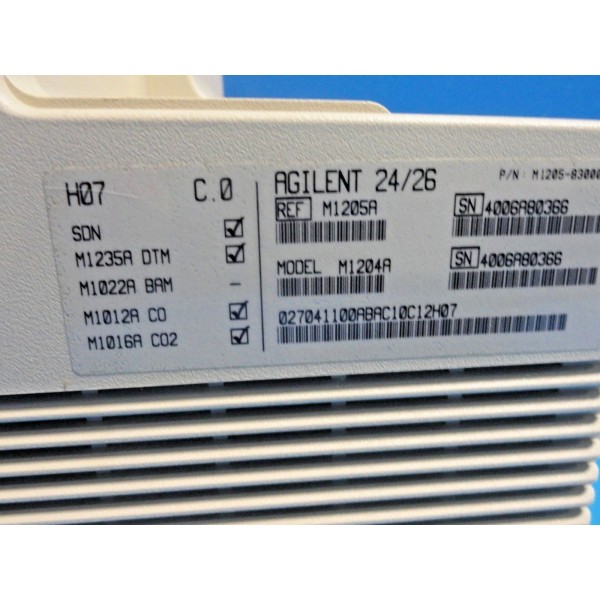 H07 C.0
SDN ☑
M1235A DTM ☑
M1022A BAM –
M1012A CO ☑
M1016A CO2 ☑
AGILENT 24/26 P/N: M1205-83000
REF M1205A SN 4006A80366
MODEL M1204A SN 4006A80366
027041100ABAC10C12H07